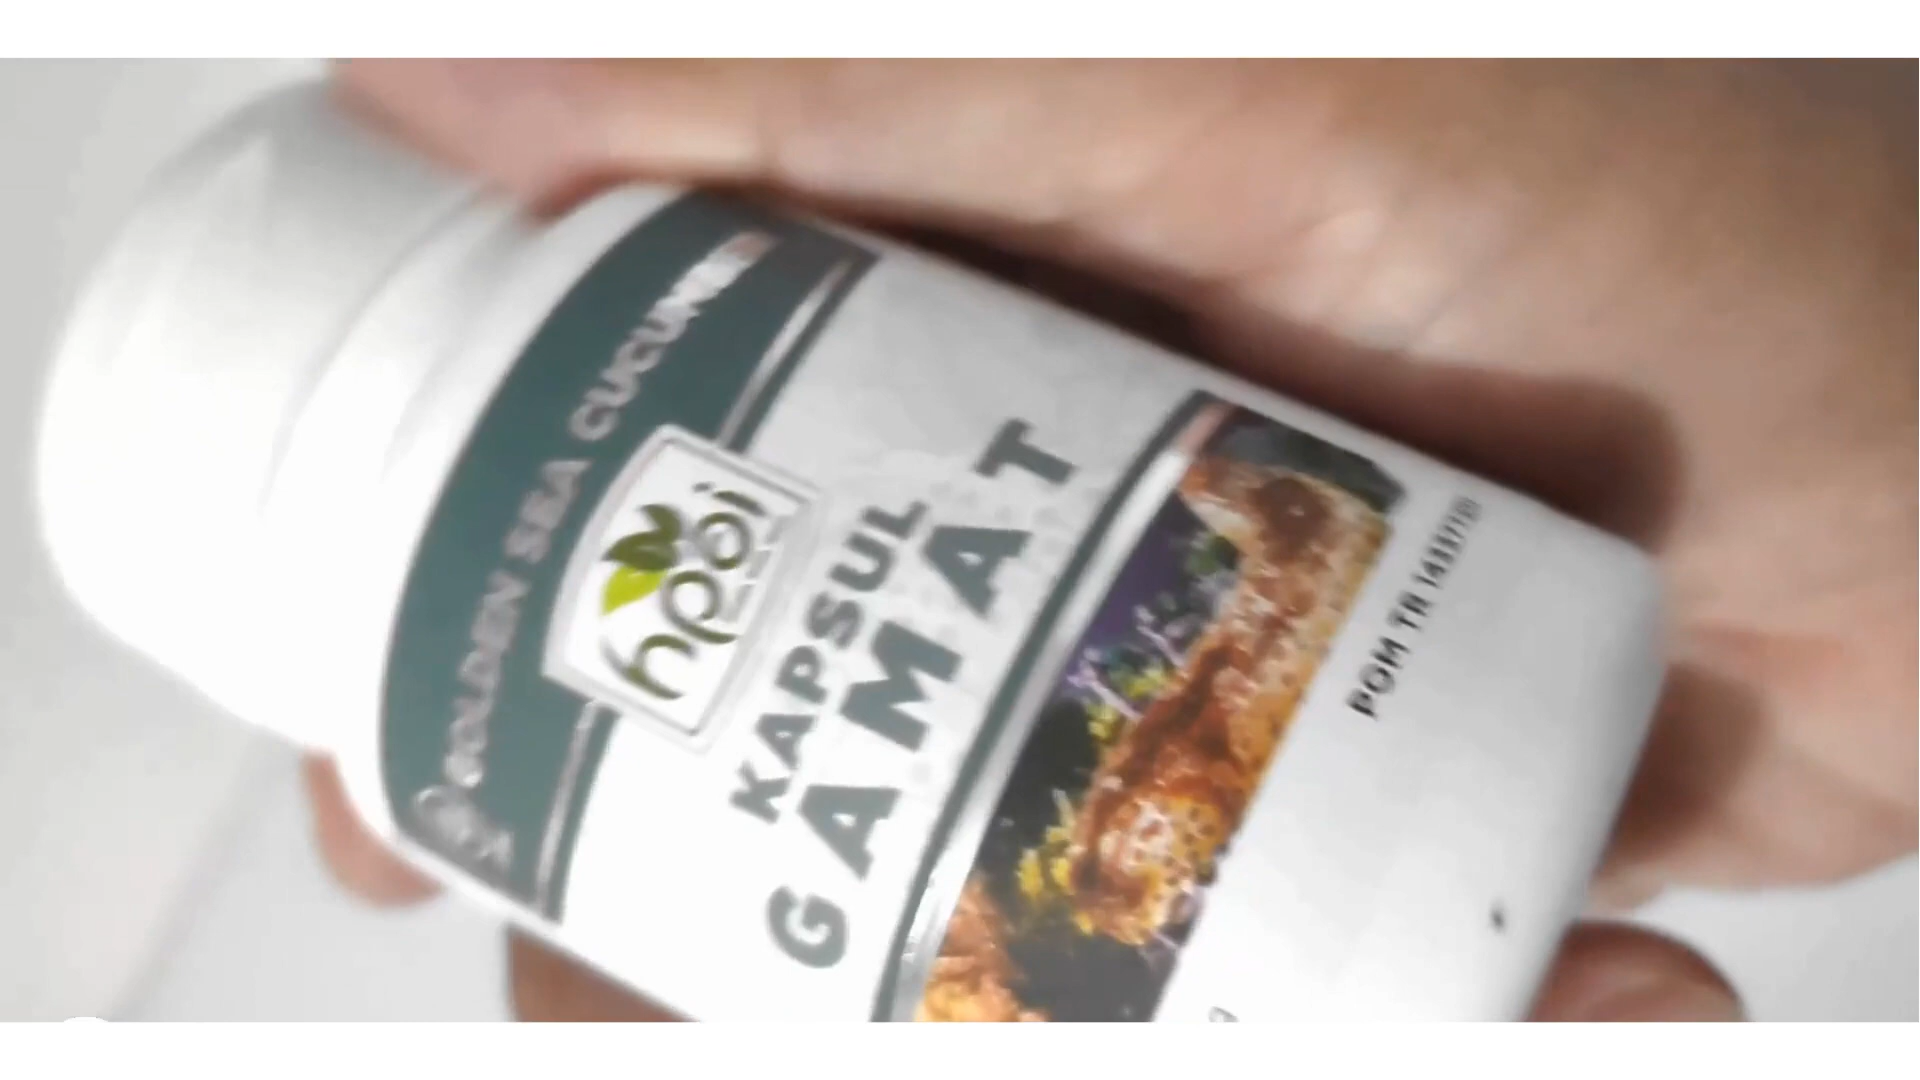 GOLDEN SEA CUCUMBER
hpai
KAPSUL
GAMAT
POM TR